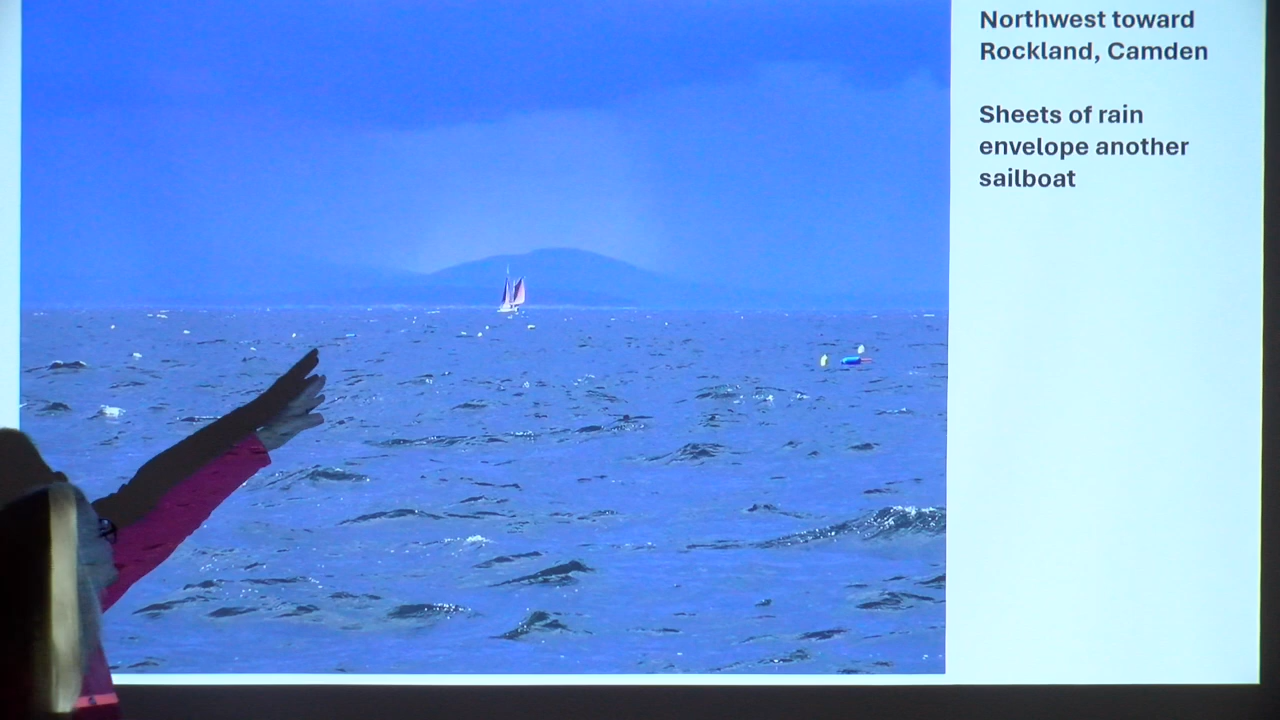 Northwest toward
Rockland, Camden
Sheets of rain
envelope another
sailboat